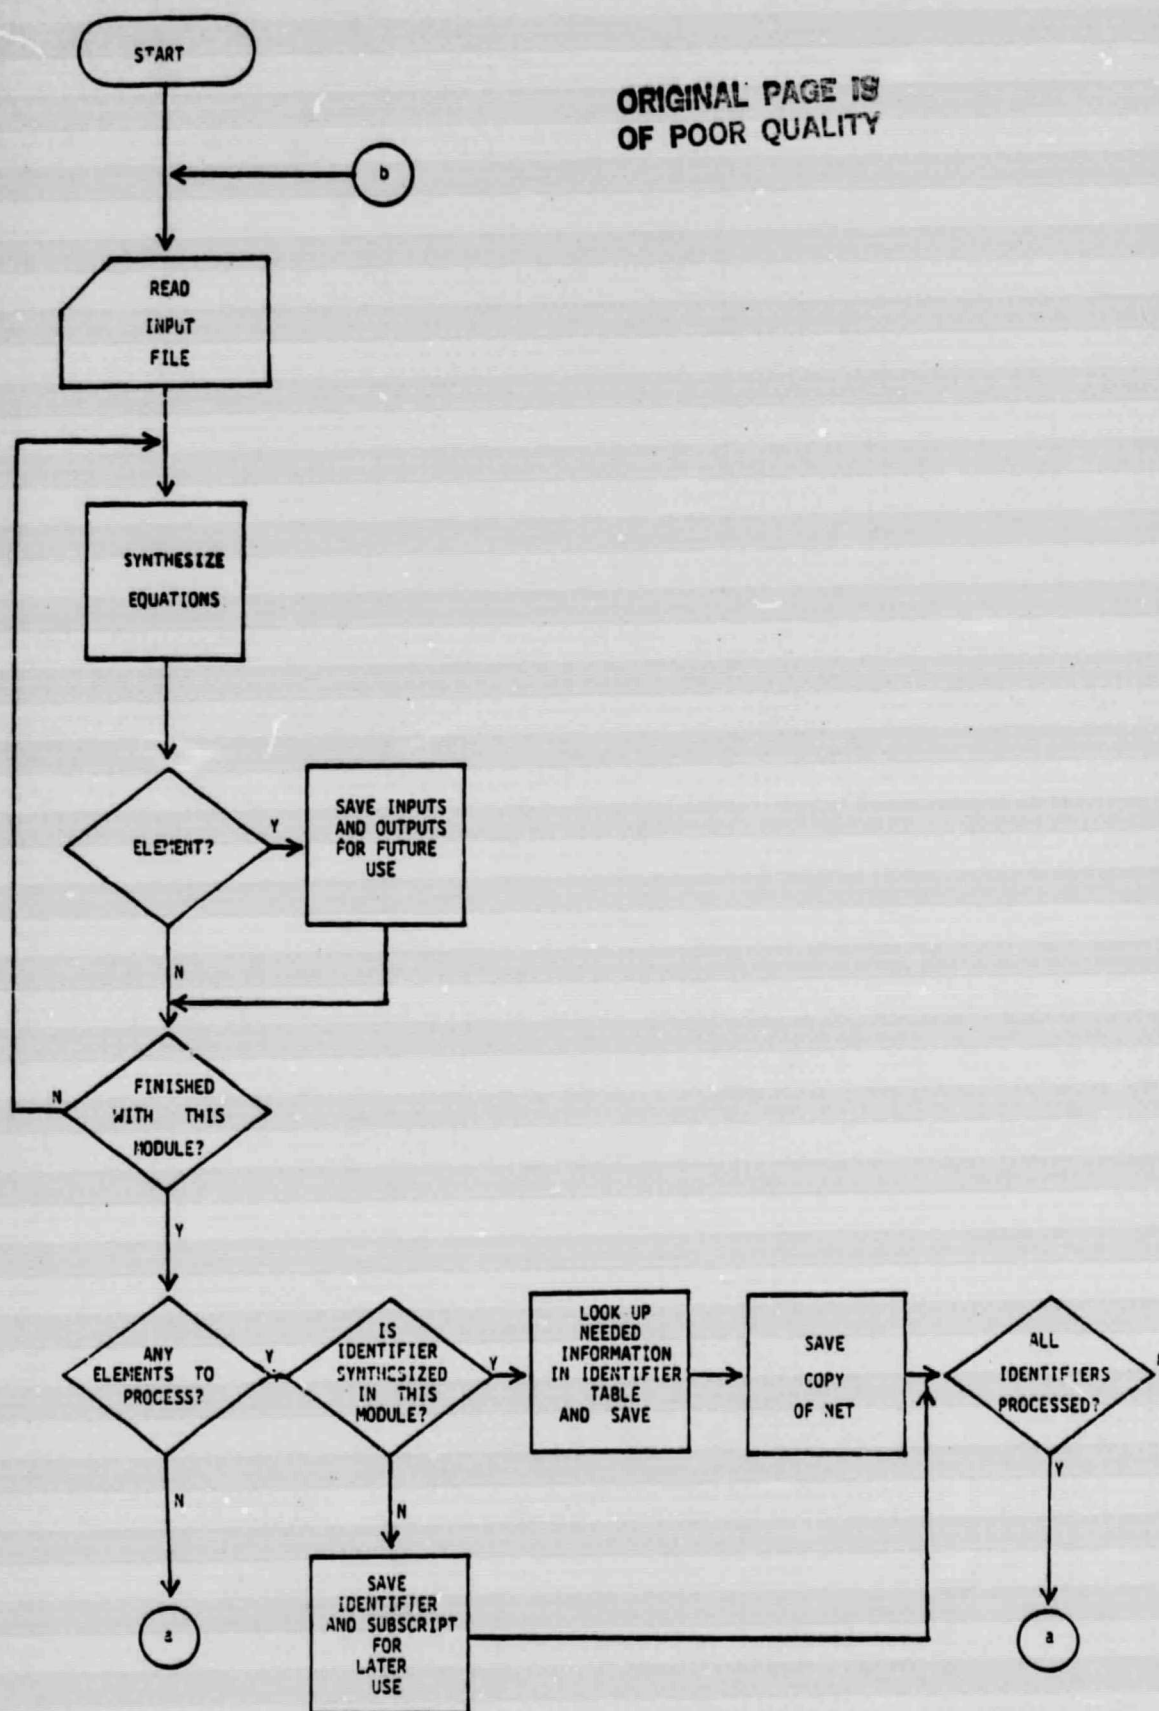 START
ORIGINAL PAGE IS
OF POOR QUALITY
b
READ
INPUT
FILE
SYNTHESIZE
EQUATIONS
ELEMENT?
Y
SAVE INPUTS
AND OUTPUTS
FOR FUTURE
USE
N
FINISHED
WITH THIS
MODULE?
N
Y
ANY
ELEMENTS TO
PROCESS?
Y
IS
IDENTIFIER
SYNTHESIZED
IN THIS
MODULE?
Y
LOOK UP
NEEDED
INFORMATION
IN IDENTIFIER
TABLE
AND SAVE
SAVE
COPY
OF NET
ALL
IDENTIFIERS
PROCESSED?
Y
N
N
a
SAVE
IDENTIFIER
AND SUBSCRIPT
FOR
LATER
USE
a